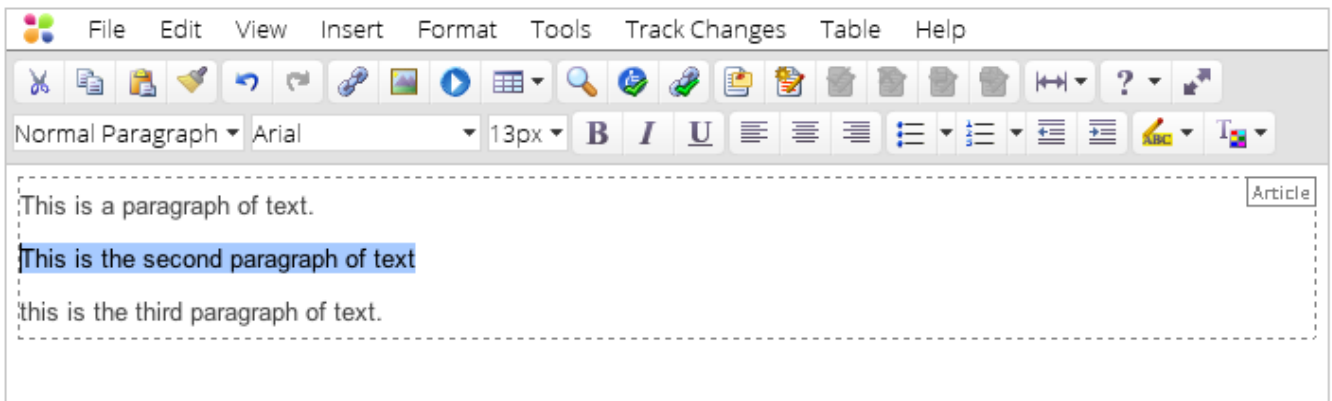 File Edit View Insert Format Tools Track Changes Table Help
Normal Paragraph Arial 13px B I U ABC T
Article
This is a paragraph of text.
This is the second paragraph of text
this is the third paragraph of text.